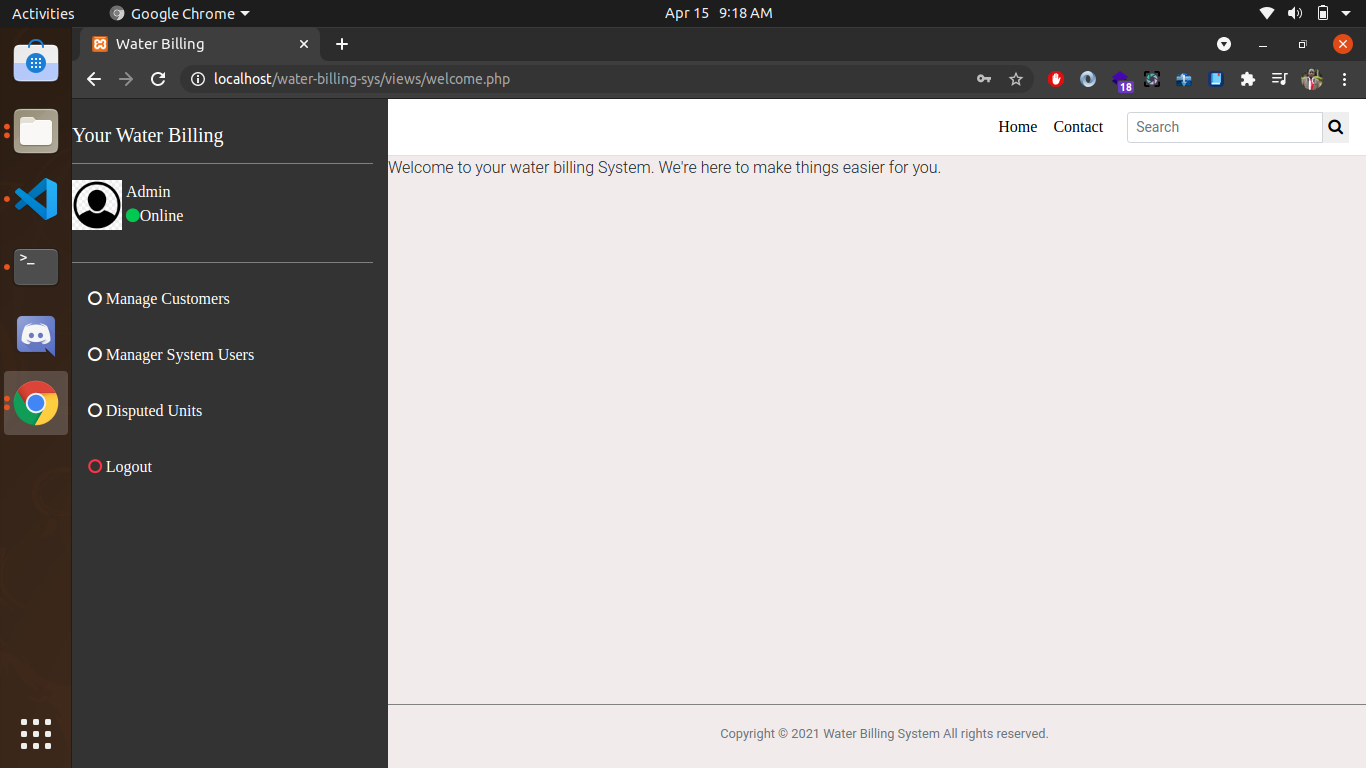 Activities Google Chrome Apr 15 9:18 AM
Water Billing
localhost/water-billing-sys/views/welcome.php 18
Your Water Billing
Home Contact Search
Welcome to your water billing System. We're here to make things easier for you.
Admin
Online
Manage Customers
Manager System Users
Disputed Units
Logout
Copyright © 2021 Water Billing System All rights reserved.